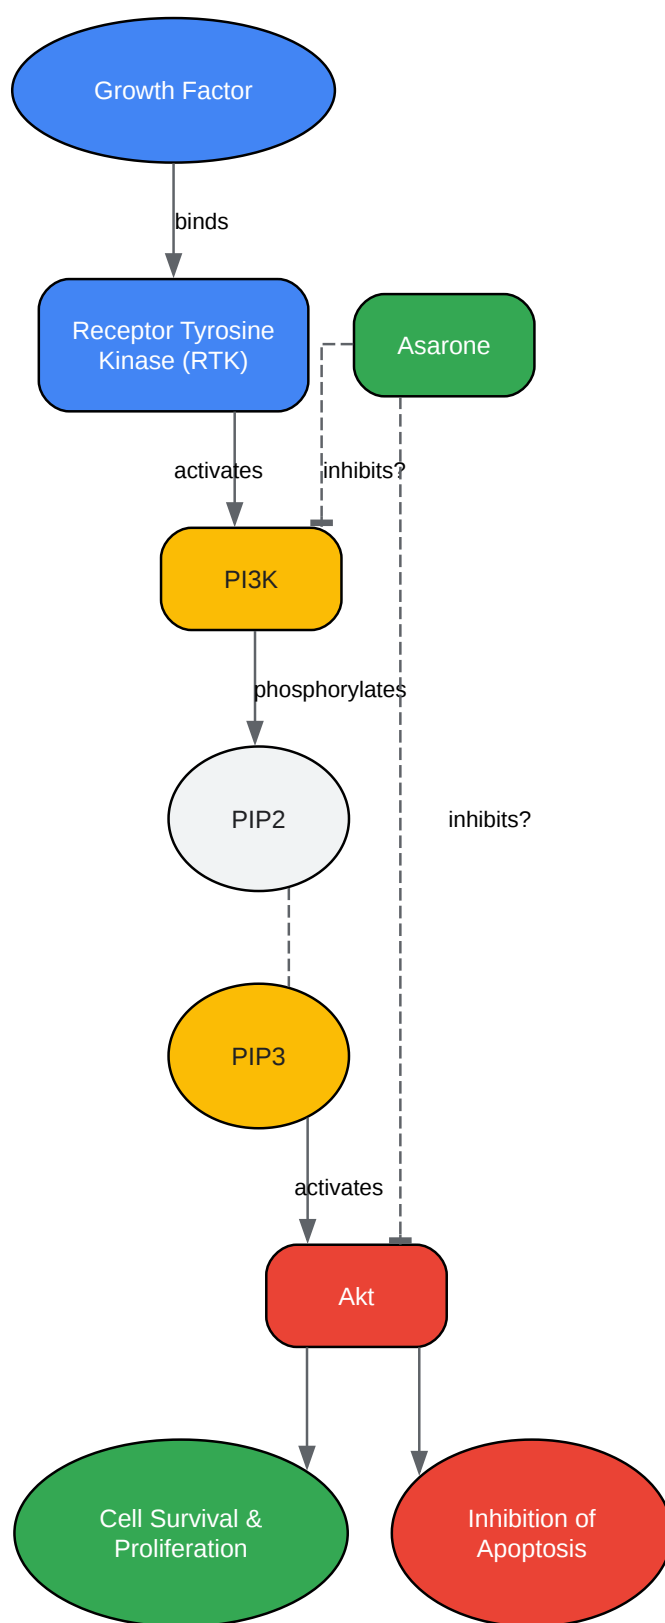 Growth Factor
binds
Receptor Tyrosine
Kinase (RTK)
Asarone
activates
inhibits?
PI3K
phosphorylates
PIP2
inhibits?
PIP3
activates
Akt
Cell Survival &
Proliferation
Inhibition of
Apoptosis